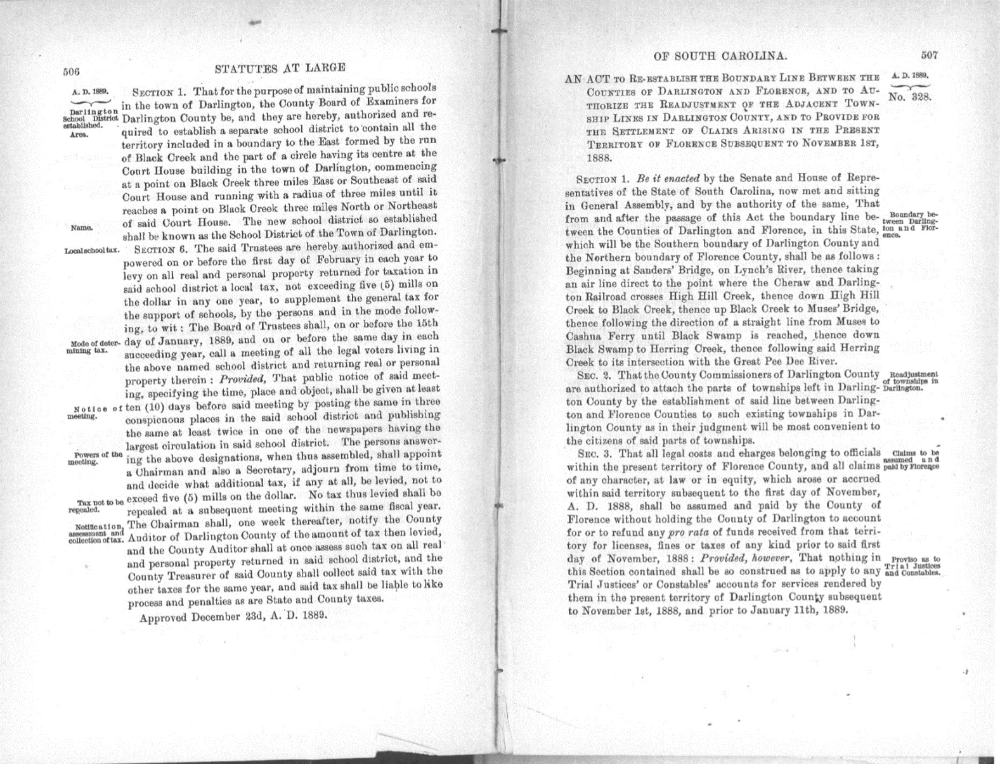 506
STATUTES AT LARGE
A. D. 1889.
Darlington
School District
established.
Area.
SECTION 1. That for the purpose of maintaining public schools
in the town of Darlington, the County Board of Examiners for
Darlington County be, and they are hereby, authorized and re-
quired to establish a separate school district to contain all the
territory included in a boundary to the East formed by the run
of Black Creek and the part of a circle having its centre at the
Court House building in the town of Darlington, commencing
at a point on Black Creek three miles East or Southeast of said
Court House and running with a radius of three miles until it
reaches a point on Black Creek three miles North or Northeast
Name.
of said Court House. The new school district so established
shall be known as the School District of the Town of Darlington.
Local school tax.
SECTION 6. The said Trustees are hereby authorized and em-
powered on or before the first day of February in each year to
levy on all real and personal property returned for taxation in
said school district a local tax, not exceeding five (5) mills on
the dollar in any one year, to supplement the general tax for
the support of schools, by the persons and in the mode follow-
ing, to wit: The Board of Trustees shall, on or before the 15th
Mode of deter-
mining tax.
day of January, 1889, and on or before the same day in each
succeeding year, call a meeting of all the legal voters living in
the above named school district and returning real or personal
property therein: Provided, That public notice of said meet-
ing, specifying the time, place and object, shall be given at least
Notice of
meeting.
ten (10) days before said meeting by posting the same in three
conspicuous places in the said school district and publishing
the same at least twice in one of the newspapers having the
largest circulation in said school district. The persons answer-
Powers of the
meeting.
ing the above designations, when thus assembled, shall appoint
a Chairman and also a Secretary, adjourn from time to time,
and decide what additional tax, if any at all, be levied, not to
Tax not to be
repealed.
exceed five (5) mills on the dollar. No tax thus levied shall be
repealed at a subsequent meeting within the same fiscal year.
Notification,
assessment and
collection of tax.
The Chairman shall, one week thereafter, notify the County
Auditor of Darlington County of the amount of tax then levied,
and the County Auditor shall at once assess such tax on all real
and personal property returned in said school district, and the
County Treasurer of said County shall collect said tax with the
other taxes for the same year, and said tax shall be liable to like
process and penalties as are State and County taxes.
Approved December 23d, A. D. 1889.
OF SOUTH CAROLINA.
507
AN ACT TO RE-ESTABLISH THE BOUNDARY LINE BETWEEN THE
COUNTIES OF DARLINGTON AND FLORENCE, AND TO AU-
THORIZE THE READJUSTMENT OF THE ADJACENT TOWN-
SHIP LINES IN DARLINGTON COUNTY, AND TO PROVIDE FOR
THE SETTLEMENT OF CLAIMS ARISING IN THE PRESENT
TERRITORY OF FLORENCE SUBSEQUENT TO NOVEMBER 1ST,
1888.
A. D. 1889.
No. 328.
SECTION 1. Be it enacted by the Senate and House of Repre-
sentatives of the State of South Carolina, now met and sitting
in General Assembly, and by the authority of the same, That
from and after the passage of this Act the boundary line be-
tween the Counties of Darlington and Florence, in this State,
Boundary be-
tween Darling-
ton and Flor-
ence.
which will be the Southern boundary of Darlington County and
the Northern boundary of Florence County, shall be as follows:
Beginning at Sanders' Bridge, on Lynch's River, thence taking
an air line direct to the point where the Cheraw and Darling-
ton Railroad crosses High Hill Creek, thence down High Hill
Creek to Black Creek, thence up Black Creek to Muses' Bridge,
thence following the direction of a straight line from Muses to
Cashua Ferry until Black Swamp is reached, thence down
Black Swamp to Herring Creek, thence following said Herring
Creek to its intersection with the Great Pee Dee River.
SEC. 2. That the County Commissioners of Darlington County
Readjustment
of townships in
Darlington.
are authorized to attach the parts of townships left in Darling-
ton County by the establishment of said line between Darling-
ton and Florence Counties to such existing townships in Dar-
lington County as in their judgment will be most convenient to
the citizens of said parts of townships.
SEC. 3. That all legal costs and charges belonging to officials
Claims to be
assumed and
paid by Florence
within the present territory of Florence County, and all claims
of any character, at law or in equity, which arose or accrued
within said territory subsequent to the first day of November,
A. D. 1888, shall be assumed and paid by the County of
Florence without holding the County of Darlington to account
for or to refund any pro rata of funds received from that terri-
tory for licenses, fines or taxes of any kind prior to said first
day of November, 1888: Provided, however, That nothing in
Proviso as to
Trial Justices
and Constables.
this Section contained shall be so construed as to apply to any
Trial Justices' or Constables' accounts for services rendered by
them in the present territory of Darlington County subsequent
to November 1st, 1888, and prior to January 11th, 1889.